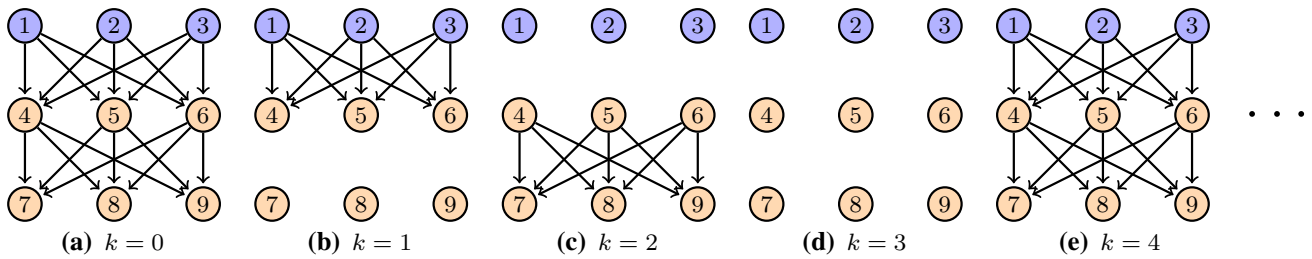 1 2 3 1 2 3 1 2 3 1 2 3 1 2 3
4 5 6 4 5 6 4 5 6 4 5 6 4 5 6 . . .
7 8 9 7 8 9 7 8 9 7 8 9 7 8 9
(a) k = 0 (b) k = 1 (c) k = 2 (d) k = 3 (e) k = 4